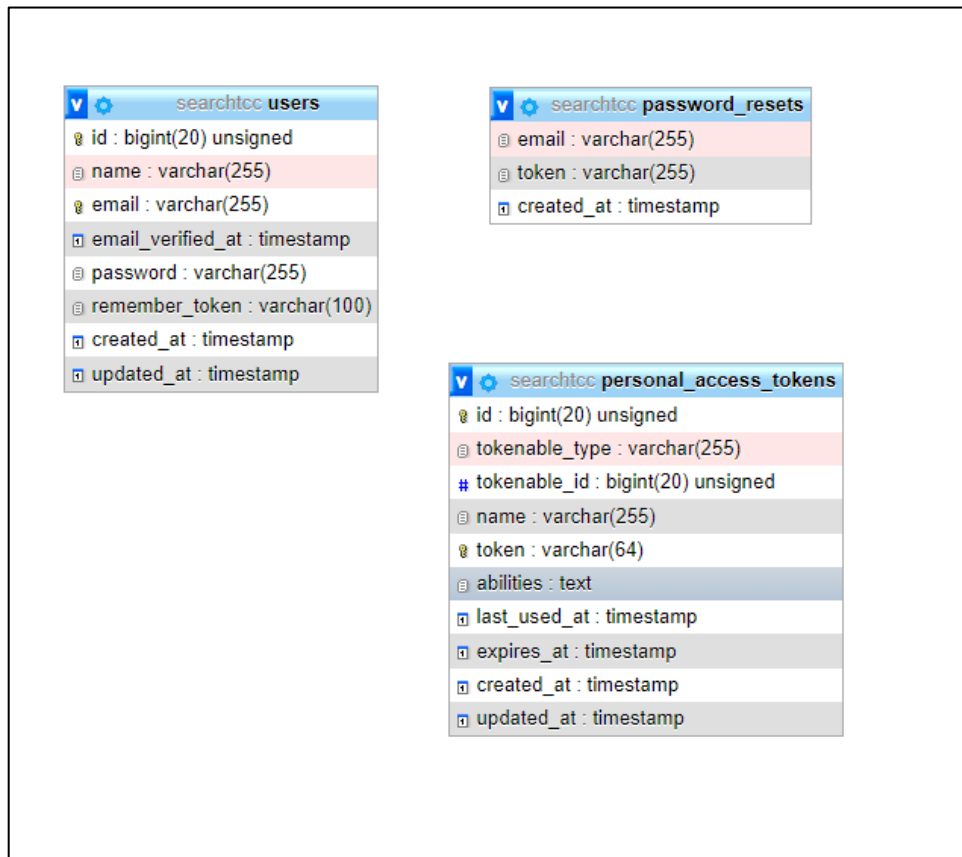 v searchtcc users
id : bigint(20) unsigned
name : varchar(255)
email : varchar(255)
email_verified_at : timestamp
password : varchar(255)
remember_token : varchar(100)
created_at : timestamp
updated_at : timestamp
v searchtcc password_resets
email : varchar(255)
token : varchar(255)
created_at : timestamp
v searchtcc personal_access_tokens
id : bigint(20) unsigned
tokenable_type : varchar(255)
# tokenable_id : bigint(20) unsigned
name : varchar(255)
token : varchar(64)
abilities : text
last_used_at : timestamp
expires_at : timestamp
created_at : timestamp
updated_at : timestamp